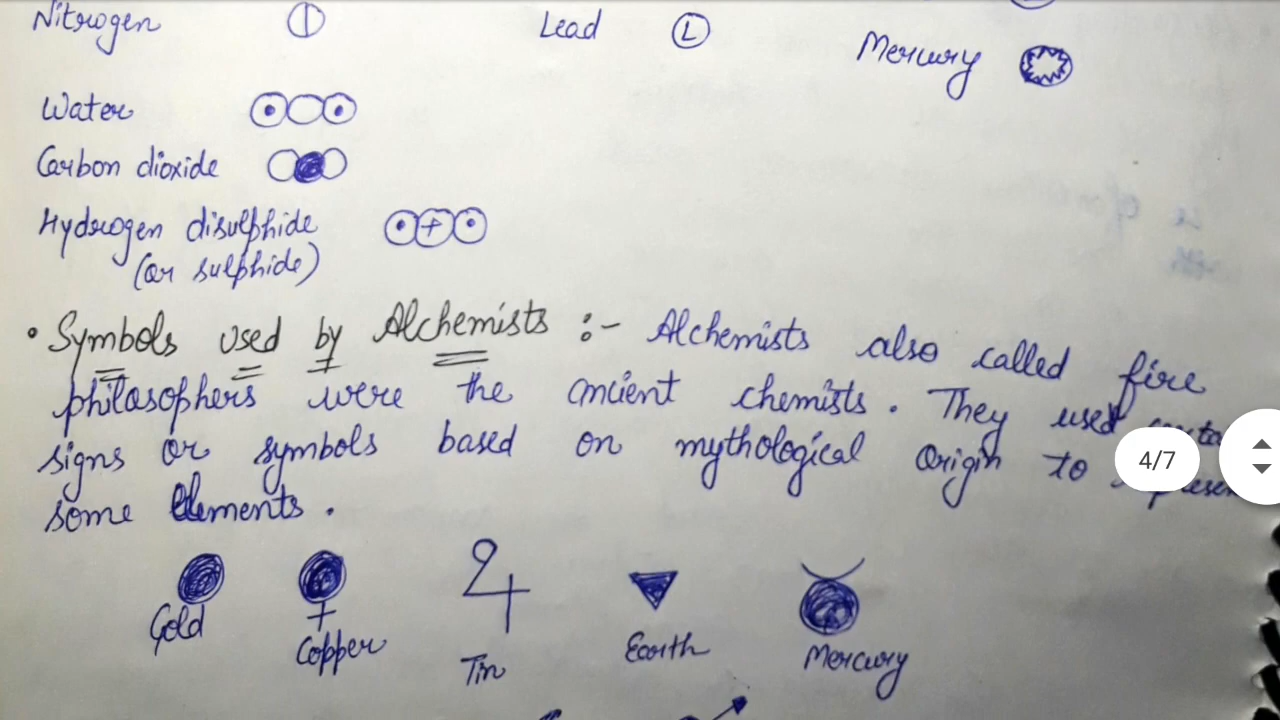 Nitrogen
Lead L
Mercury
Water
Carbon dioxide
Hydrogen disulphide
(or sulphide)
• Symbols used by Alchemists :- Alchemists also called fire
philosophers were the ancient chemists. They used
signs or symbols based on mythological origin to
some elements.
Gold
Copper
Tin
Earth
Mercury
4/7